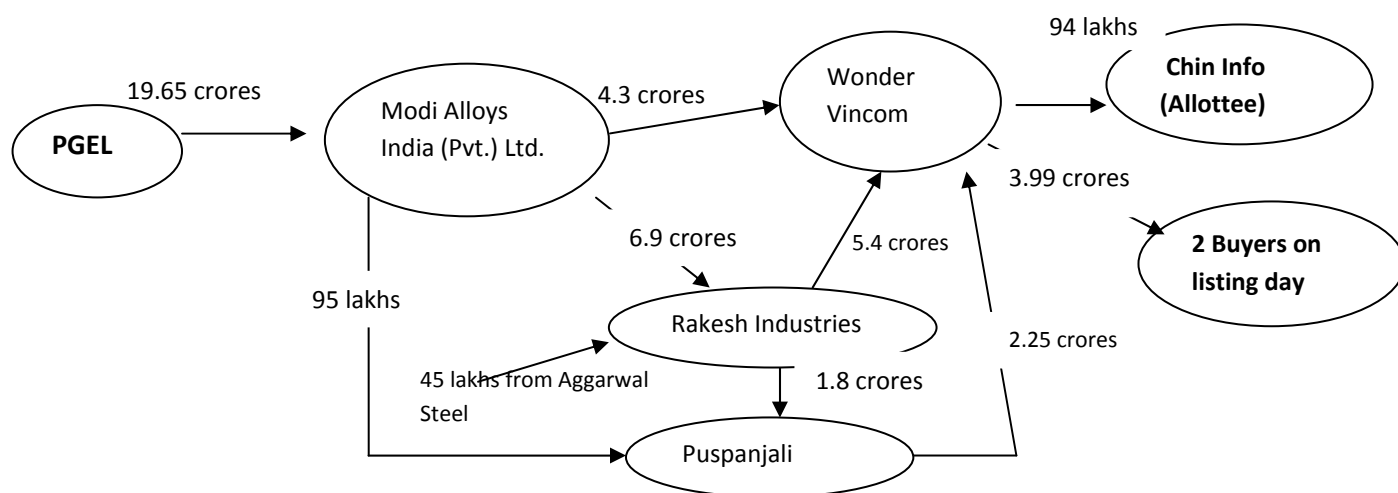 94 lakhs
19.65 crores
PGEL
Modi Alloys
India (Pvt.) Ltd.
4.3 crores
Wonder
Vincom
Chin Info
(Allottee)
3.99 crores
6.9 crores
5.4 crores
2 Buyers on
listing day
95 lakhs
Rakesh Industries
2.25 crores
45 lakhs from Aggarwal
Steel
1.8 crores
Puspanjali